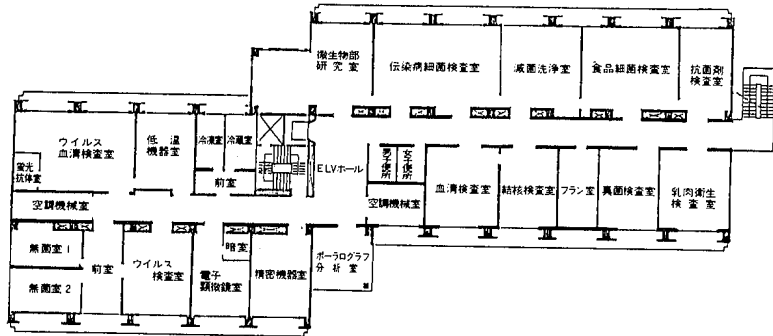 微生物部
研究室
伝染病細菌検査室
滅菌洗浄室
食品細菌検査室
抗菌剤
検査室
ウイルス
血清検査室
低温
機器室
冷凍室
冷蔵室
蛍光
抗体室
前室
ELVホール
男子便所
女子便所
血清検査室
結核検査室
フラン室
真菌検査室
乳肉衛生
検査室
空調機械室
空調機械室
無菌室1
無菌室2
前室
ウイルス
検査室
電子
顕微鏡室
暗室
精密機器室
ポーラログラフ
分析室